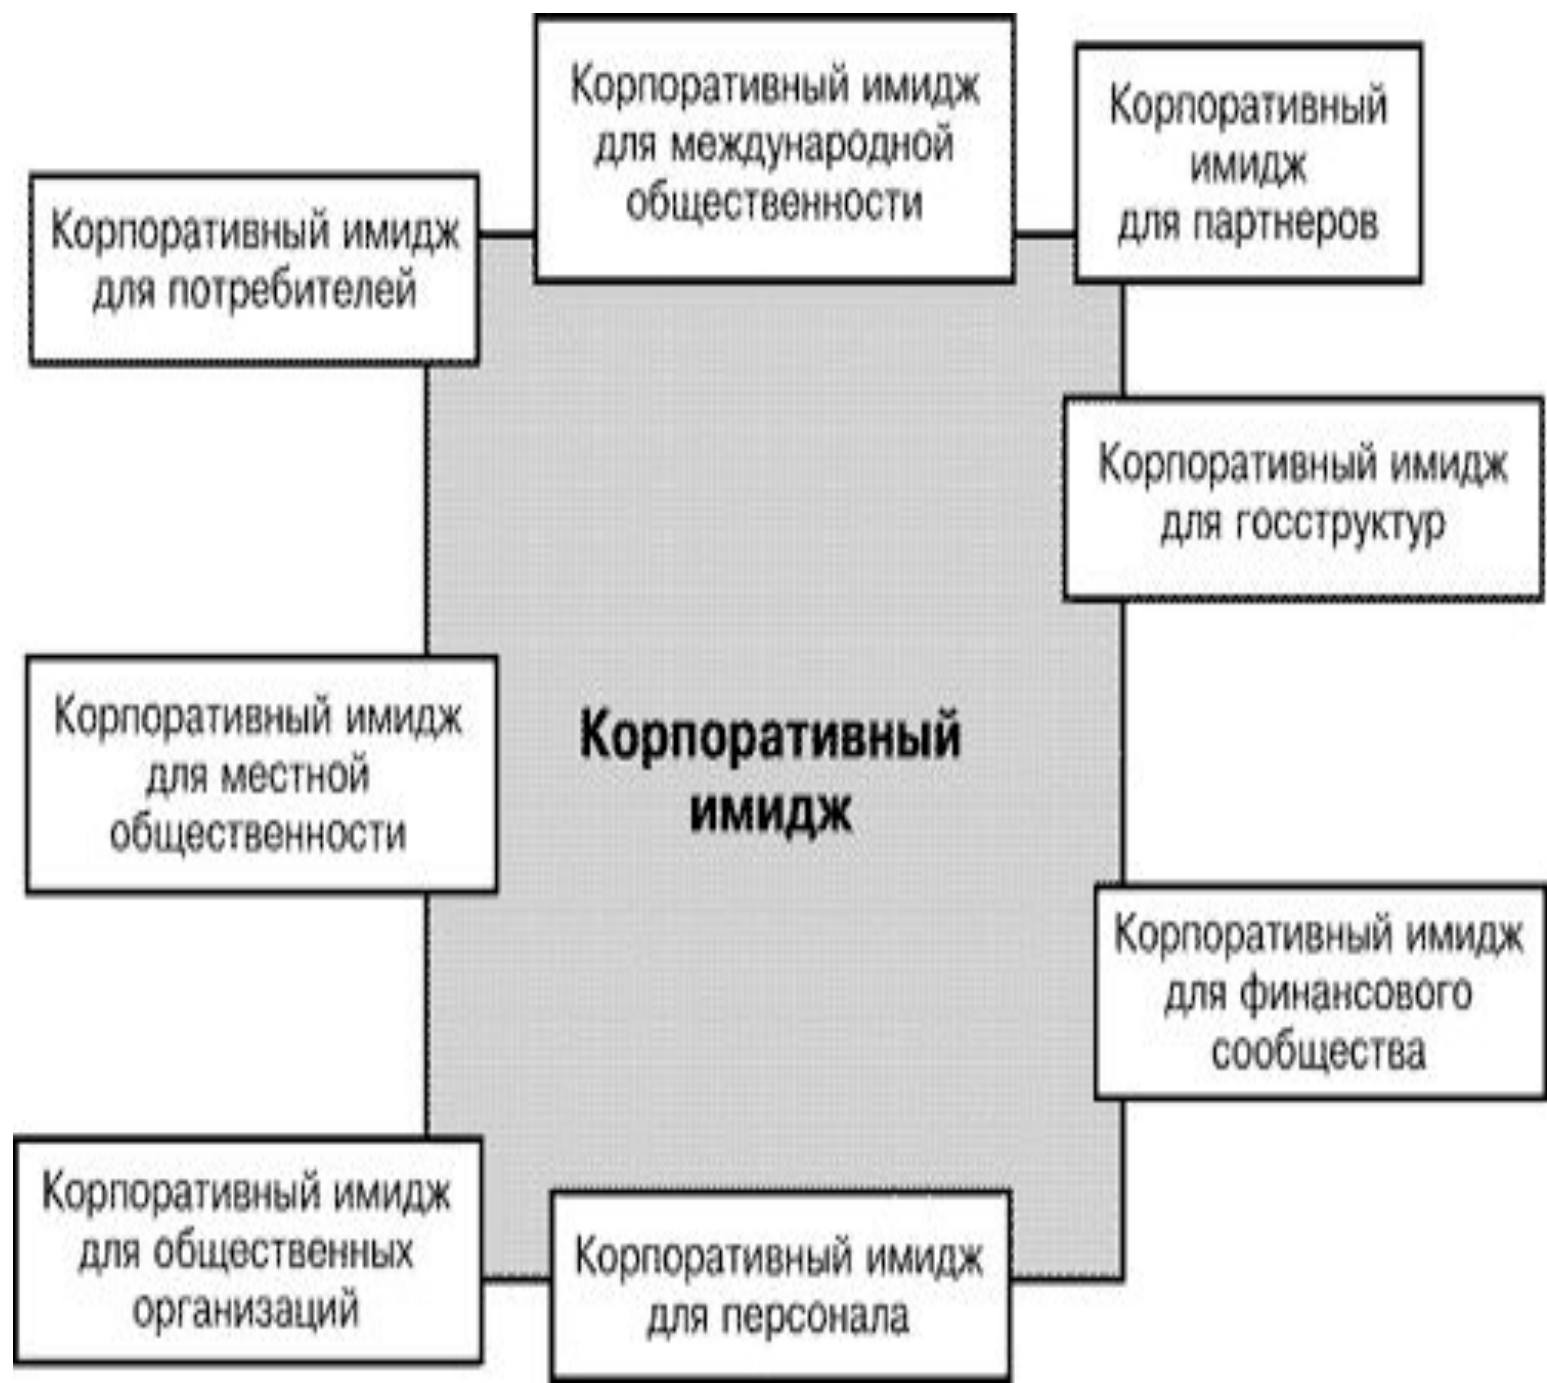 Корпоративный имидж
для международной
общественности
Корпоративный
имидж
для партнеров
Корпоративный имидж
для потребителей
Корпоративный имидж
для госструктур
Корпоративный имидж
для местной
общественности
Корпоративный
имидж
Корпоративный имидж
для финансового
сообщества
Корпоративный имидж
для общественных
организаций
Корпоративный имидж
для персонала